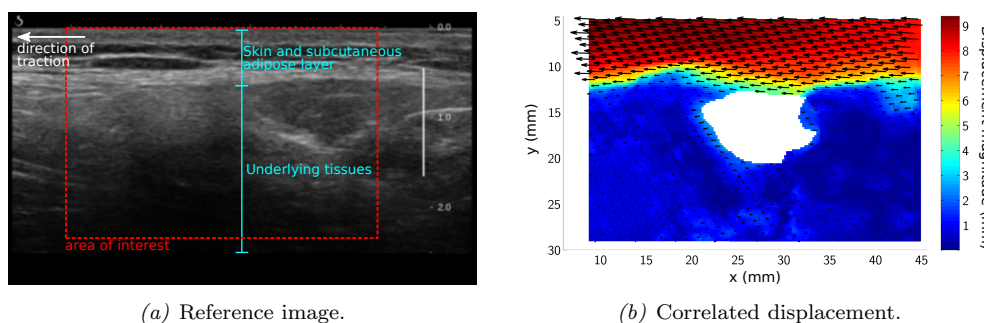 0.0
direction of
traction
Skin and subcutaneous
adipose layer
1.0
Underlying tissues
2.0
area of interest
(a) Reference image.
5
10
15
20
25
30
y (mm)
10
15
20
25
30
35
40
45
x (mm)
9
8
7
6
5
4
3
2
1
(b) Correlated displacement.